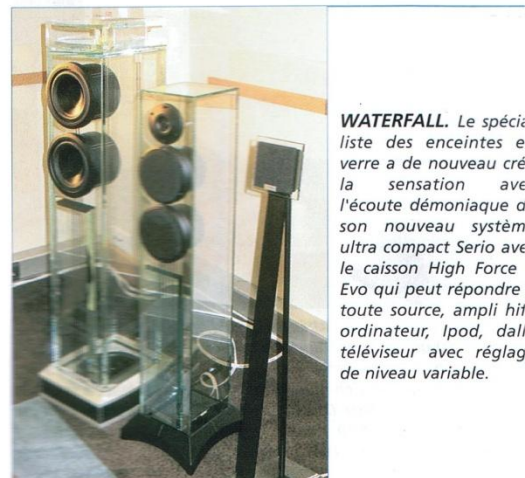 WATERFALL. Le spécia
liste des enceintes e
verre a de nouveau cré
la sensation ave
l'écoute démoniaque d
son nouveau systèm
ultra compact Serio ave
le caisson High Force
Evo qui peut répondre
toute source, ampli hif
ordinateur, Ipod, dall
téléviseur avec réglag
de niveau variable.